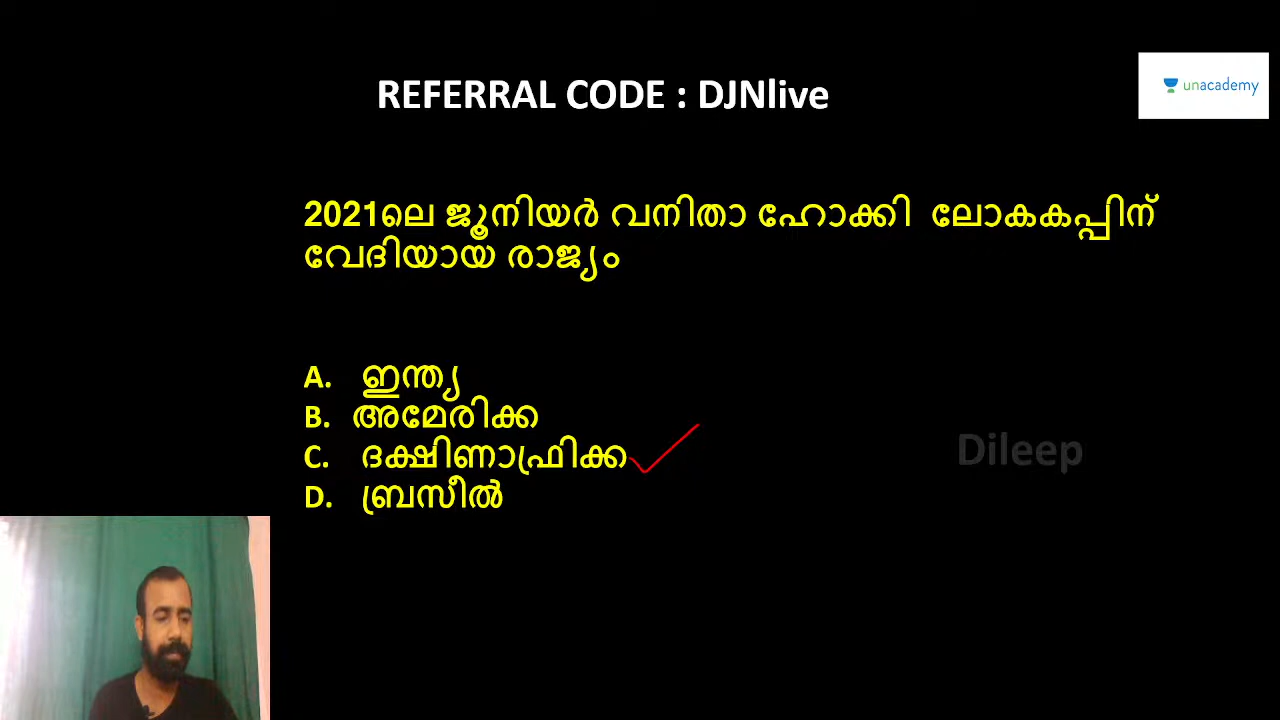 REFERRAL CODE : DJNlive
unacademy
2021ലെ ജൂനിയർ വനിതാ ഹോക്കി ലോകകപ്പിന്
വേദിയായ രാജ്യം
A. ഇന്ത്യ
B. അമേരിക്ക
C. ദക്ഷിണാഫ്രിക്ക
D. ബ്രസീൽ
Dileep